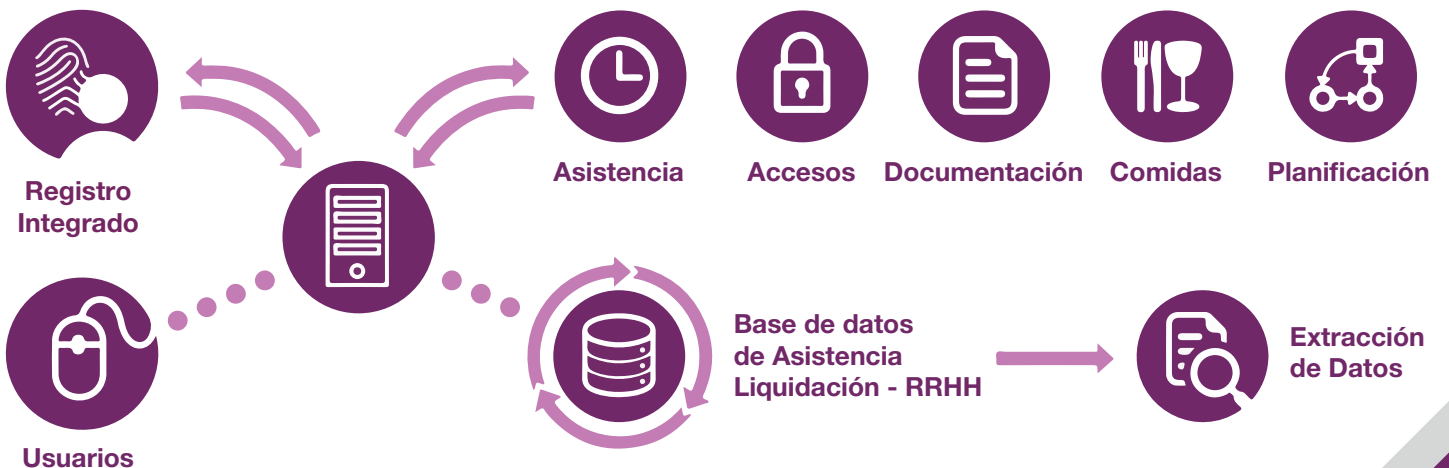 Registro
Integrado
Asistencia
Accesos
Documentación
Comidas
Planificación
Usuarios
Base de datos
de Asistencia
Liquidación - RRHH
Extracción
de Datos